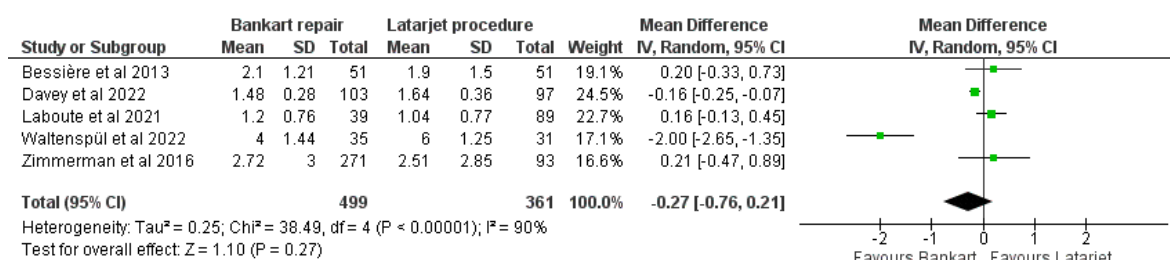 Bankart repair Latarjet procedure Mean Difference Mean Difference
Study or Subgroup Mean SD Total Mean SD Total Weight IV, Random, 95% CI IV, Random, 95% CI
Bessière et al 2013 2.1 1.21 51 1.9 1.5 51 19.1% 0.20 [-0.33, 0.73]
Davey et al 2022 1.48 0.28 103 1.64 0.36 97 24.5% -0.16 [-0.25, -0.07]
Laboute et al 2021 1.2 0.76 39 1.04 0.77 89 22.7% 0.16 [-0.13, 0.45]
Waltenspül et al 2022 4 1.44 35 6 1.25 31 17.1% -2.00 [-2.65, -1.35]
Zimmerman et al 2016 2.72 3 271 2.51 2.85 93 16.6% 0.21 [-0.47, 0.89]
Total (95% CI) 499 361 100.0% -0.27 [-0.76, 0.21]
Heterogeneity: Tau² = 0.25; Chi² = 38.49, df = 4 (P < 0.00001); I² = 90%
Test for overall effect: Z = 1.10 (P = 0.27)
-2 -1 0 1 2
Favours Bankart Favours Latarjet